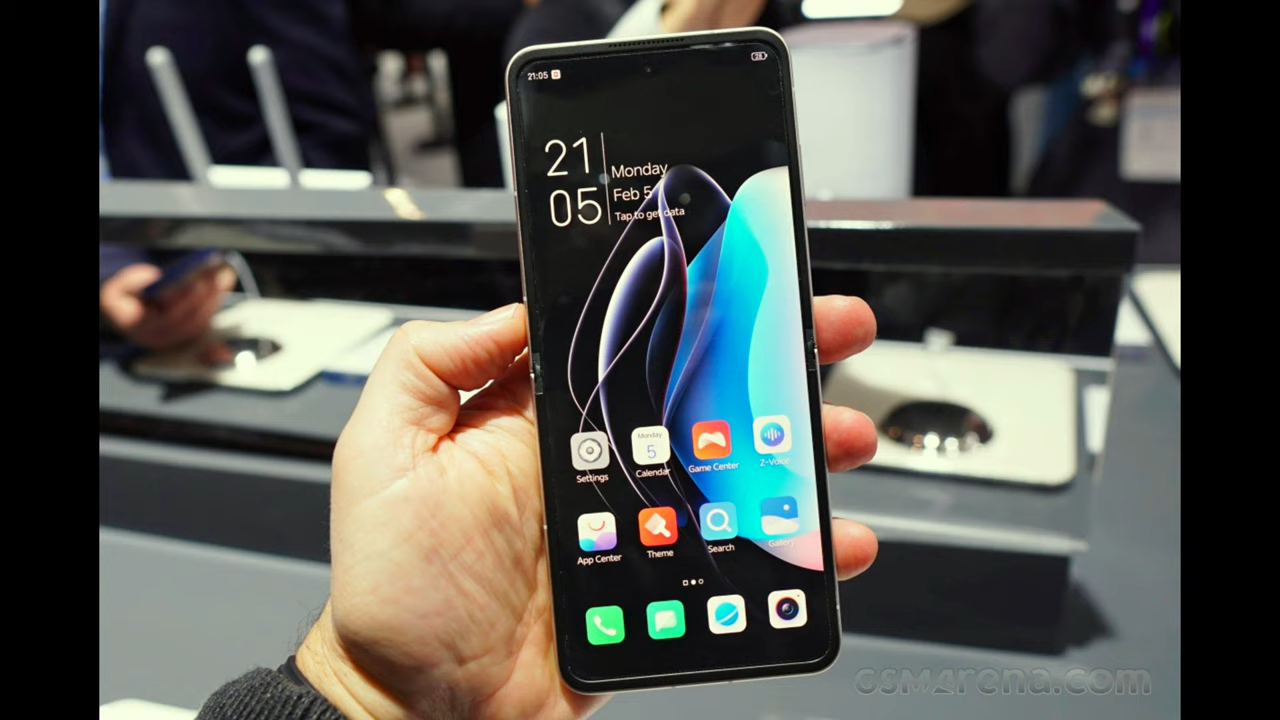 21:05
28
21
05
Monday
Feb 5
Tap to get data
Settings
Monday
5
Calendar
Game Center
Z-Voice
App Center
Theme
Search
Gallery
GSMArena.com